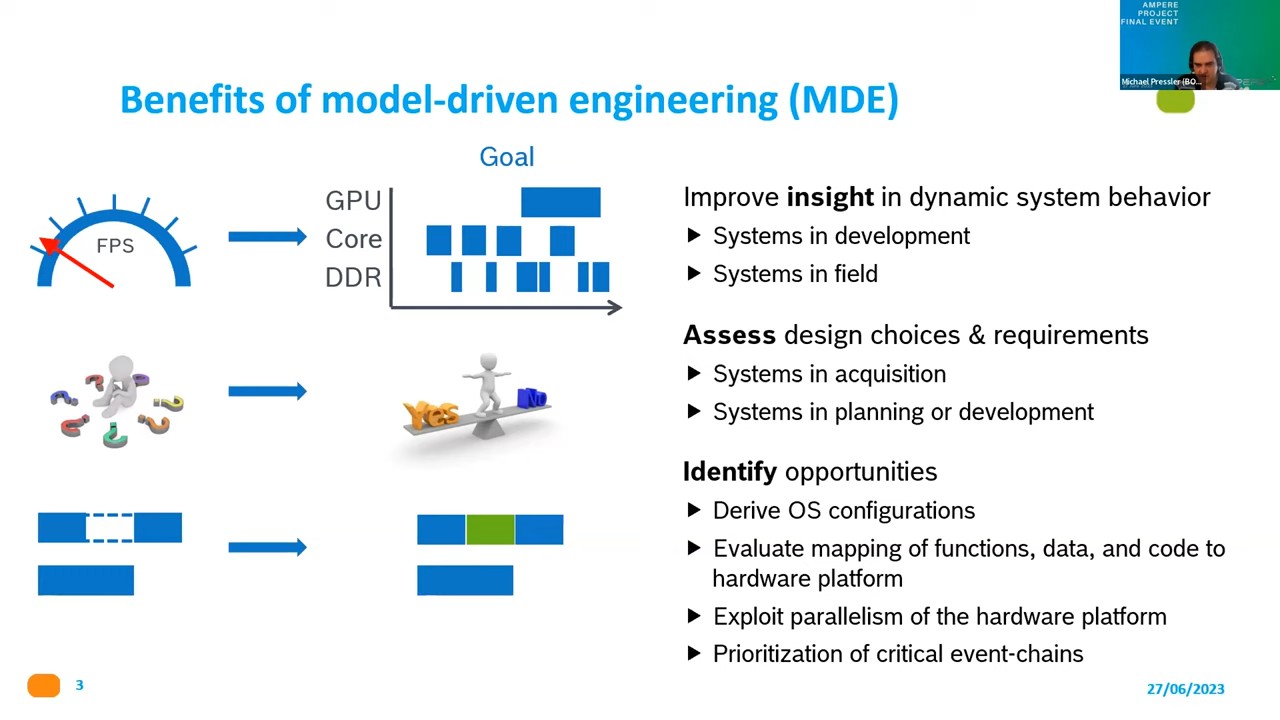 AMPERE
PROJECT
FINAL EVENT
Michael Pressler (BO...
Benefits of model-driven engineering (MDE)
Goal
FPS
GPU
Core
DDR
Yes
No
Improve insight in dynamic system behavior
Systems in development
Systems in field
Assess design choices & requirements
Systems in acquisition
Systems in planning or development
Identify opportunities
Derive OS configurations
Evaluate mapping of functions, data, and code to
hardware platform
Exploit parallelism of the hardware platform
Prioritization of critical event-chains
3
27/06/2023